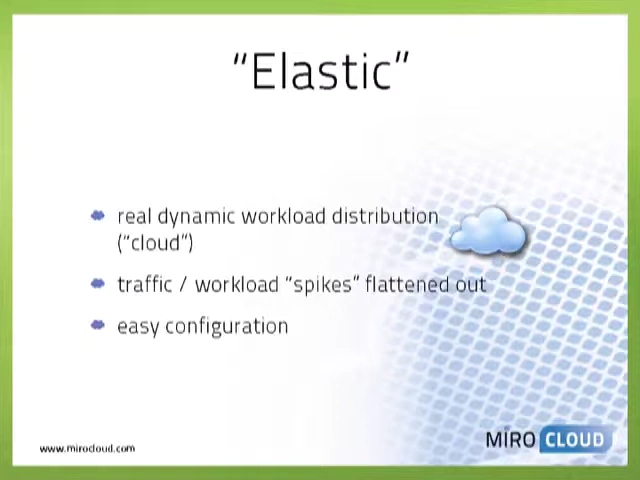 “Elastic”
real dynamic workload distribution
(“cloud”)
traffic / workload “spikes” flattened out
easy configuration
www.mirocloud.com
MIRO CLOUD